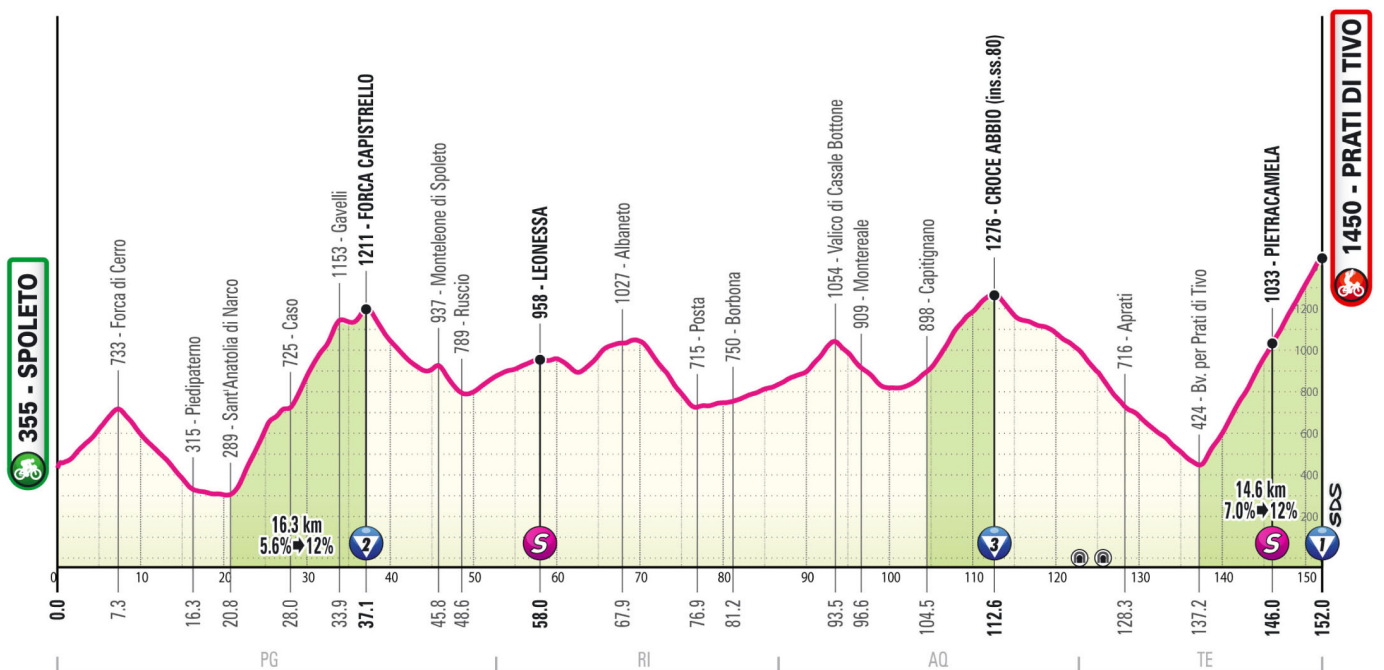 355 - SPOLETO
733 - Forca di Cerro
315 - Piedipaterno
289 - Sant'Anatolia di Narco
725 - Caso
1153 - Gavelli
1211 - FORCA CAPISTRELLO
937 - Monteleone di Spoleto
789 - Ruscio
958 - LEONESSA
1027 - Albaneto
715 - Posta
750 - Borbona
1054 - Valico di Casale Bottone
909 - Montereale
898 - Capitignano
1276 - CROCE ABBIO (ins.ss.80)
716 - Aprati
424 - Bv. per Prati di Tivo
1033 - PIETRACAMELA
1450 - PRATI DI TIVO
1200
1000
800
600
400
200
16.3 km
5.6%➡12%
2
S
3
14.6 km
7.0%➡12%
S
1
SDS
0 10 20 30 40 50 60 70 80 90 100 110 120 130 140 150
0.0 7.3 16.3 20.8 28.0 33.9 37.1 45.8 48.6 58.0 67.9 76.9 81.2 93.5 96.6 104.5 112.6 128.3 137.2 146.0 152.0
PG RI AQ TE